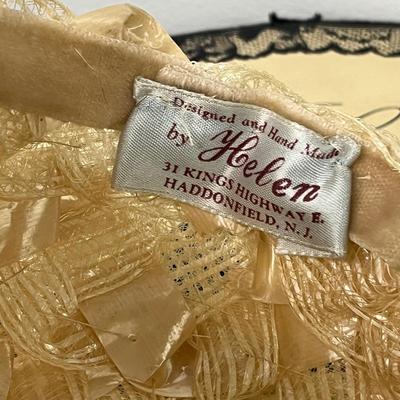 Designed and Hand Made
by Helen
31 KINGS HIGHWAY E.
HADDONFIELD, N. J.